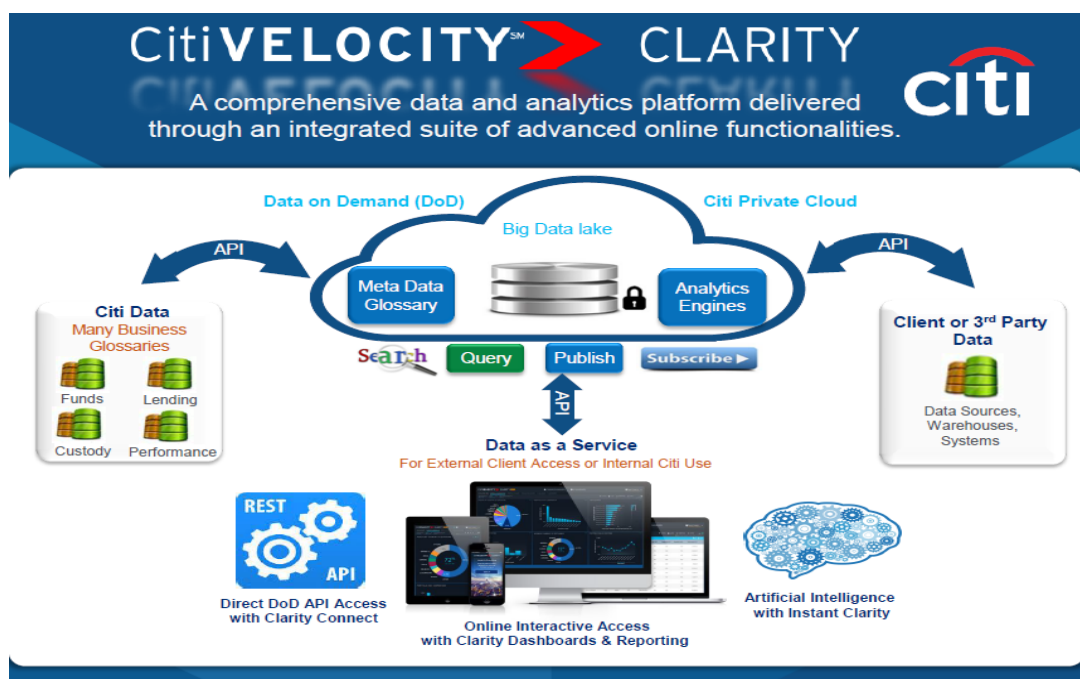 CitiVELOCITY℠ CLARITY
citi
A comprehensive data and analytics platform delivered
through an integrated suite of advanced online functionalities.
Data on Demand (DoD)
Citi Private Cloud
Big Data lake
API
API
Meta Data
Glossary
Analytics
Engines
Citi Data
Many Business
Glossaries
Funds
Lending
Custody
Performance
Client or 3rd Party
Data
Data Sources,
Warehouses,
Systems
Search
Query
Publish
Subscribe
API
Data as a Service
For External Client Access or Internal Citi Use
REST
API
Direct DoD API Access
with Clarity Connect
Online Interactive Access
with Clarity Dashboards & Reporting
Artificial Intelligence
with Instant Clarity